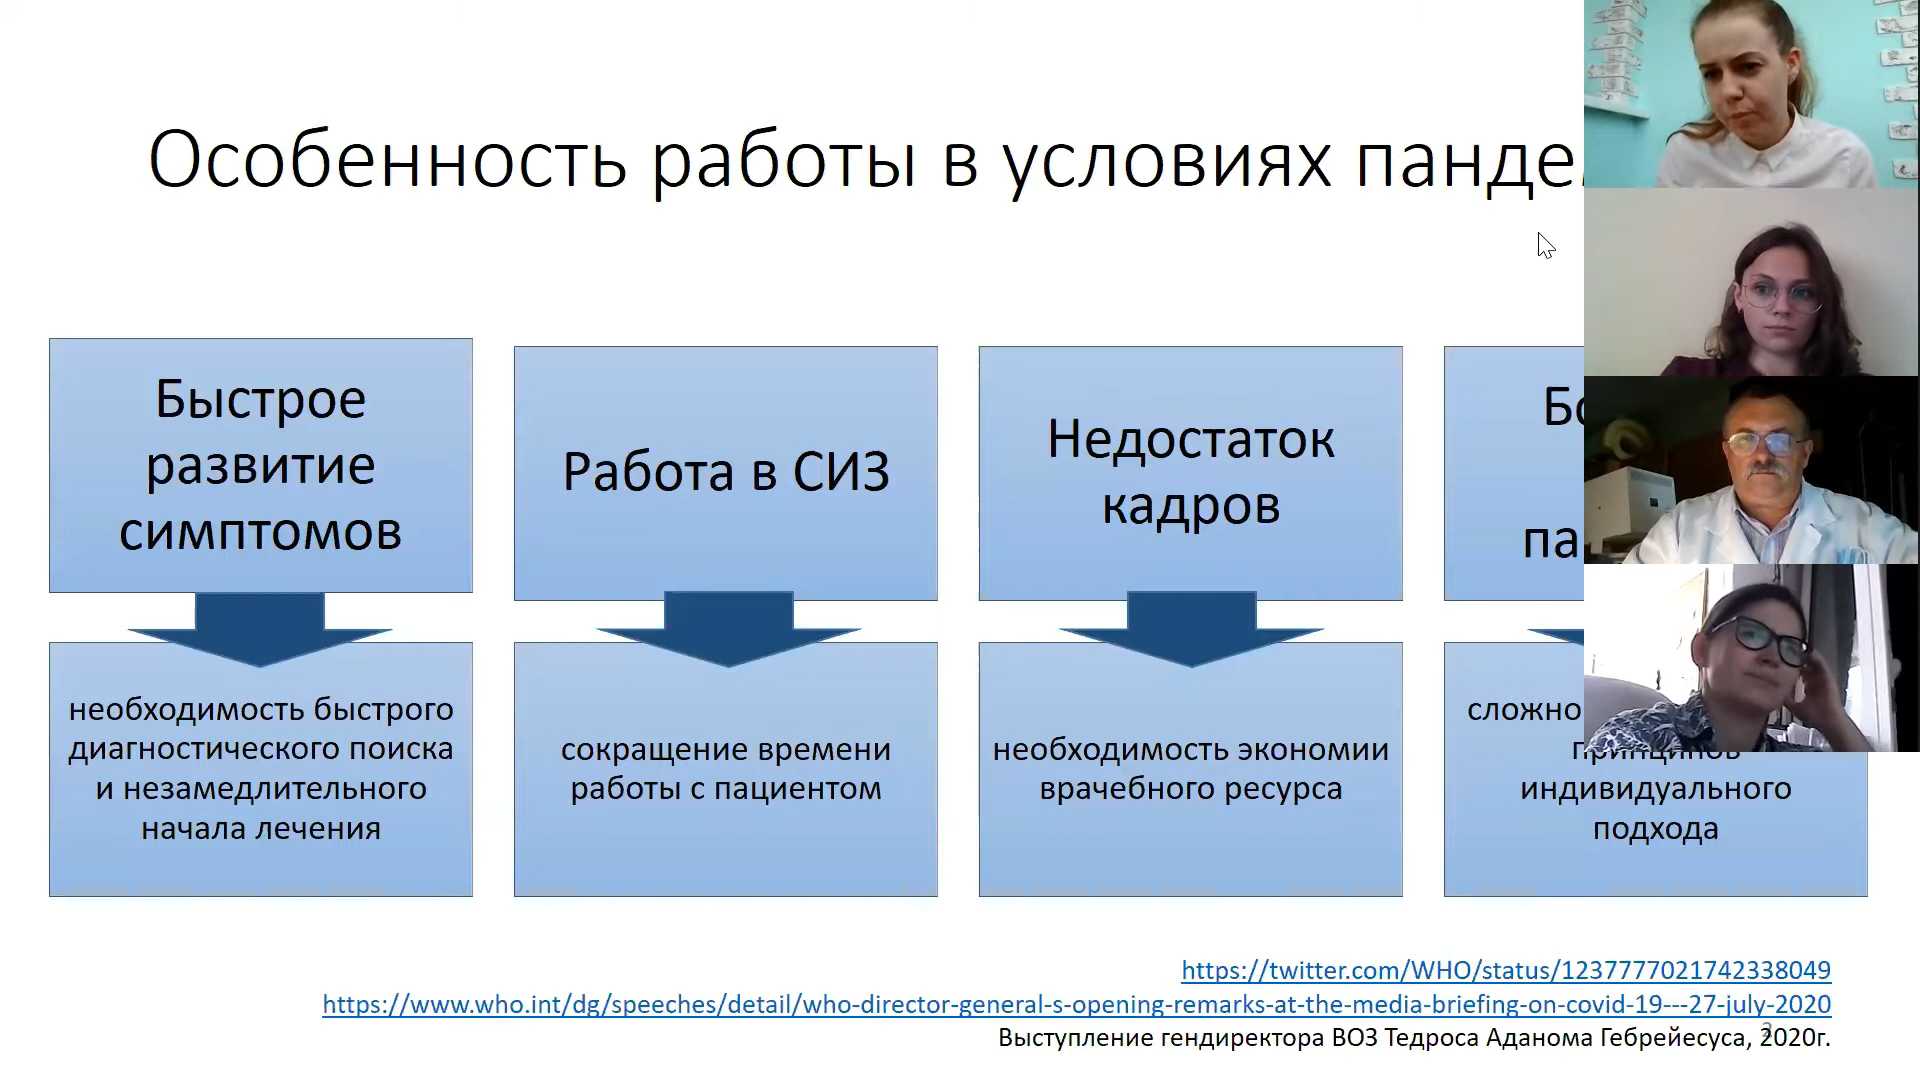 Особенность работы в условиях
Быстрое
развитие
симптомов
Работа в СИЗ
Недостаток
кадров
необходимость быстрого
диагностического поиска
и незамедлительного
начала лечения
сокращение времени
работы с пациентом
необходимость экономии
врачебного ресурса
принципов
индивидуального
подхода
https://twitter.com/WHO/status/1237777021742338049
https://www.who.int/dg/speeches/detail/who-director-general-s-opening-remarks-at-the-media-briefing-on-covid-19---27-july-2020
Выступление гендиректора ВОЗ Тедроса Аданома Гебрейесуса, 2020г.
2